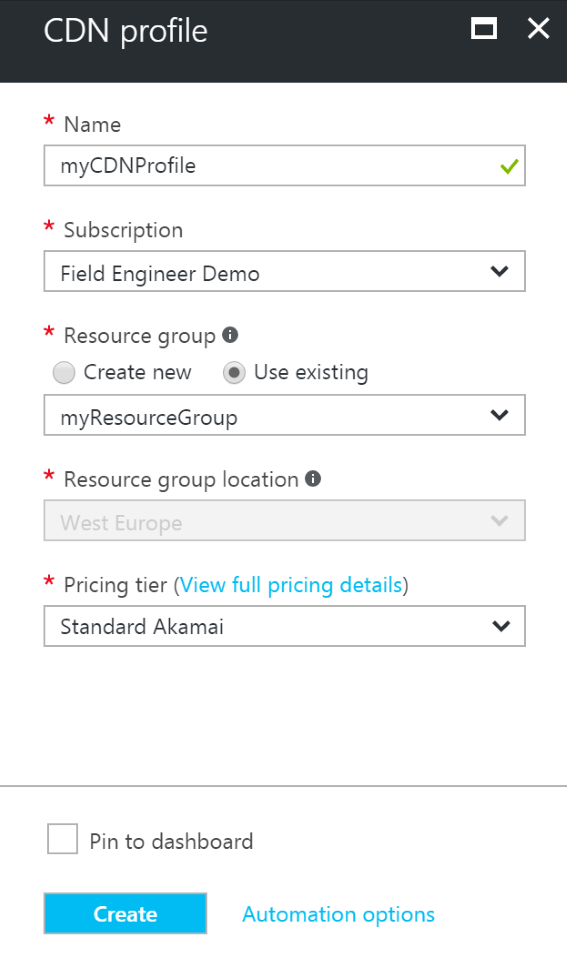 CDN profile
* Name
myCDNProfile
* Subscription
Field Engineer Demo
* Resource group
Create new Use existing
myResourceGroup
* Resource group location
West Europe
* Pricing tier (View full pricing details)
Standard Akamai
Pin to dashboard
Create Automation options